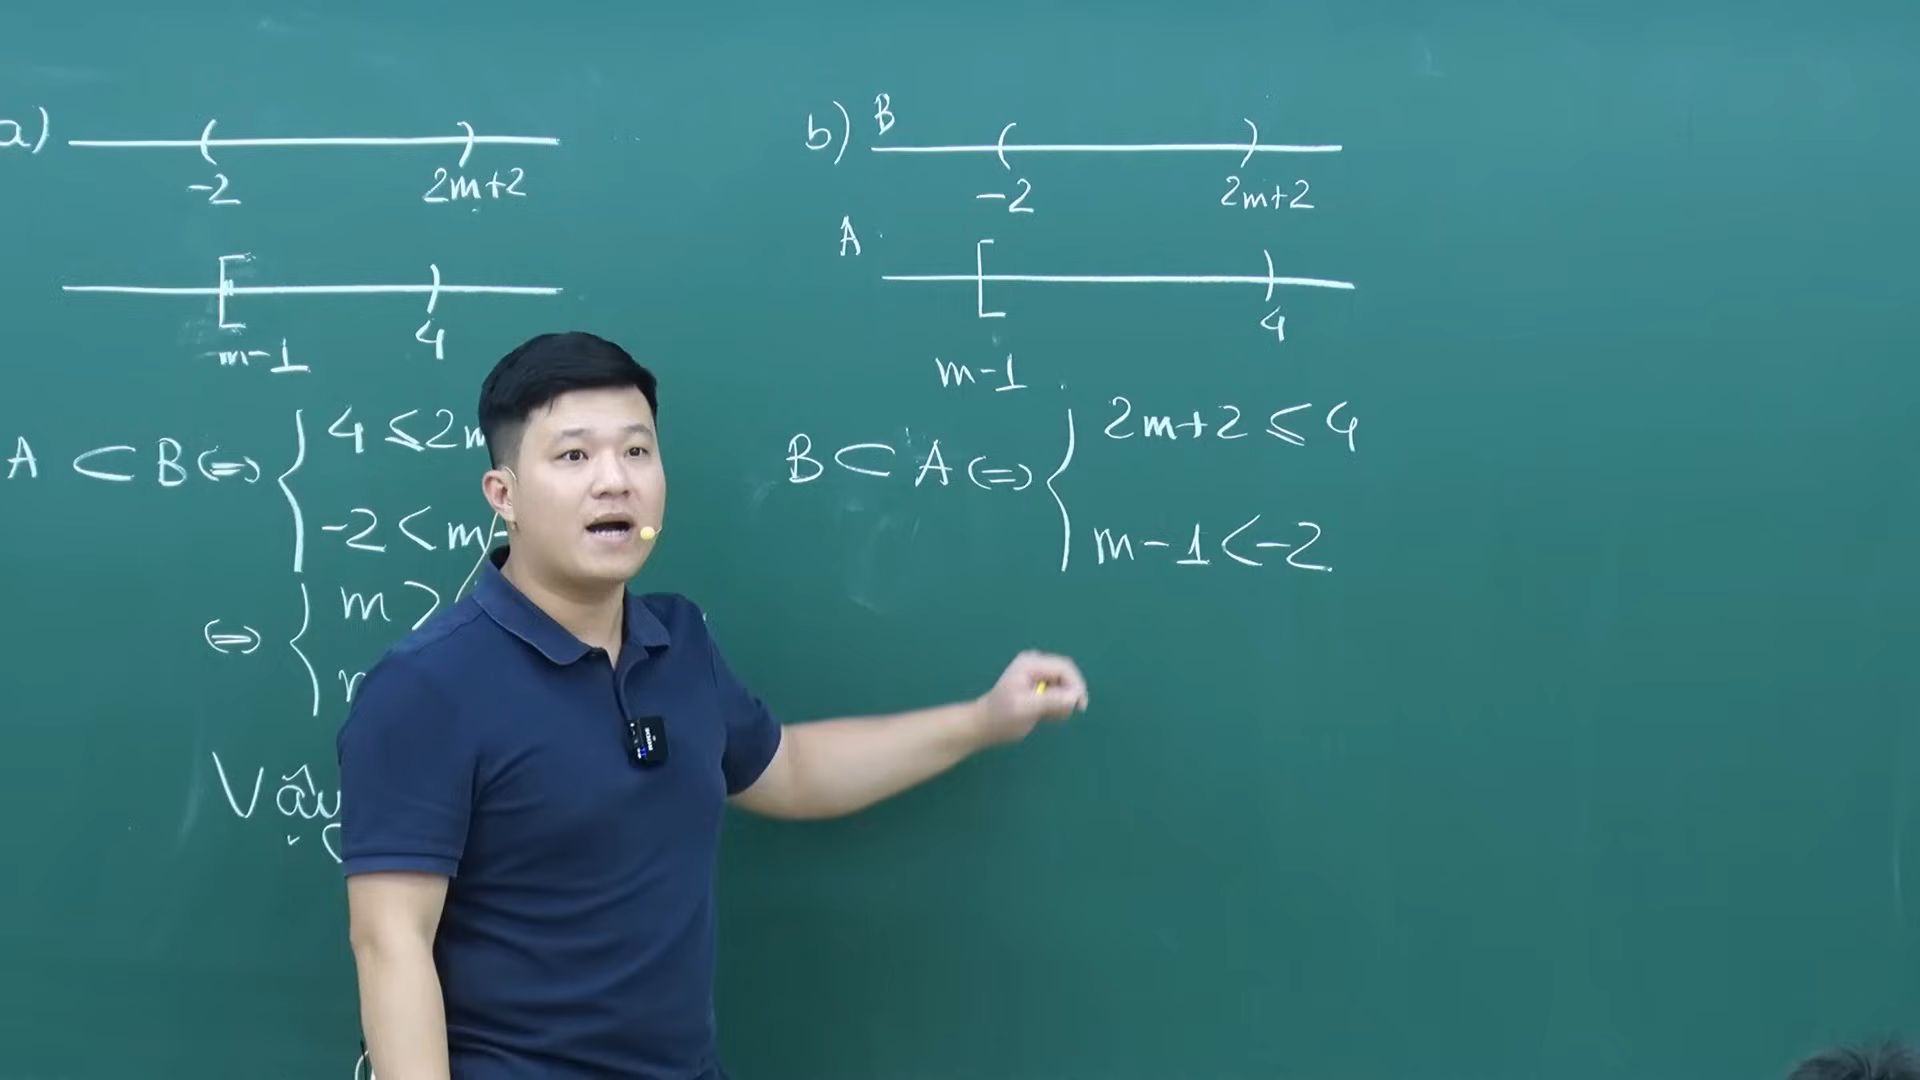 a)
-2 2m+2
m-1 4
A ⊂ B ⇔ { 4 ≤ 2m
-2 < m-
⇔ { m >
Vậy
b) B
-2 2m+2
A
m-1 4
B ⊂ A ⇔ { 2m+2 ≤ 4
m-1 < -2